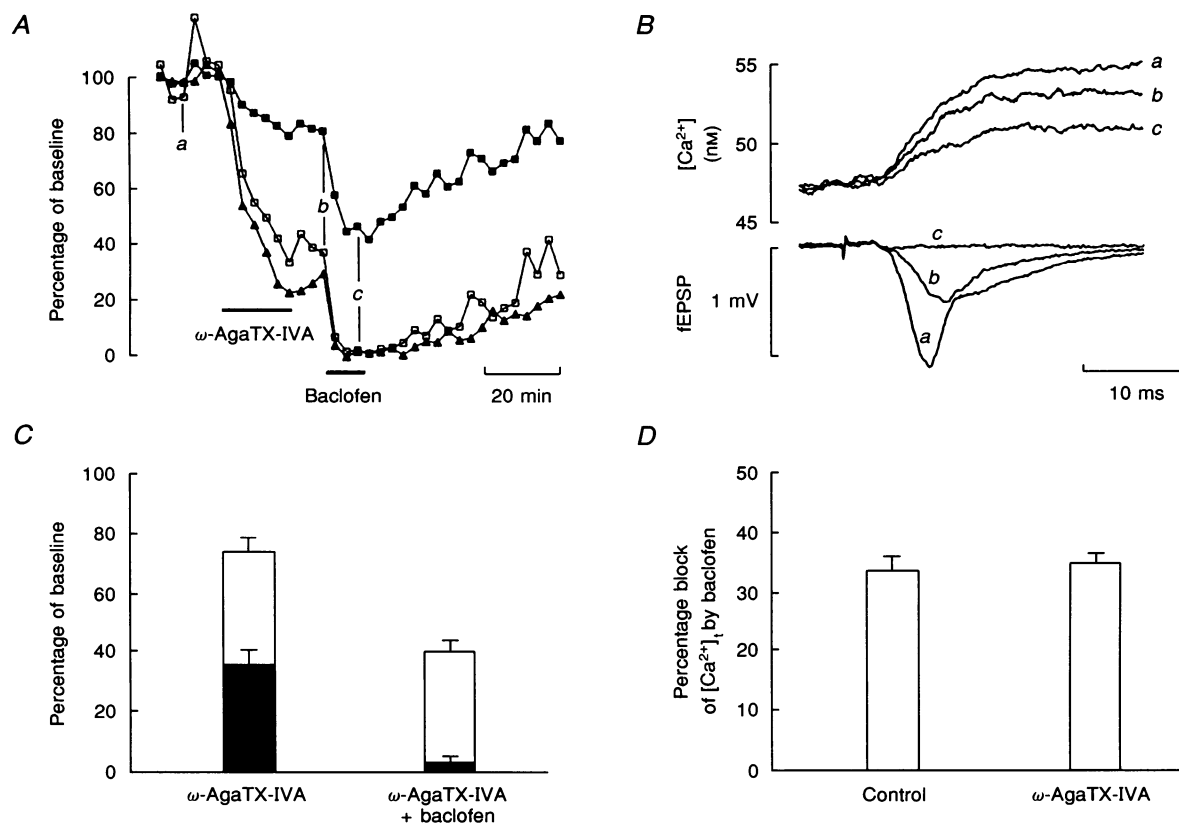 A
100
80
60
40
20
0
Percentage of baseline
a
b
c
ω-AgaTX-IVA
Baclofen
20 min
B
55
50
45
[Ca²⁺]
(nM)
a
b
c
fEPSP
1 mV
c
b
a
10 ms
C
100
80
60
40
20
0
Percentage of baseline
ω-AgaTX-IVA
ω-AgaTX-IVA
+ baclofen
D
50
40
30
20
10
0
Percentage block
of [Ca²⁺]ₜ by baclofen
Control
ω-AgaTX-IVA